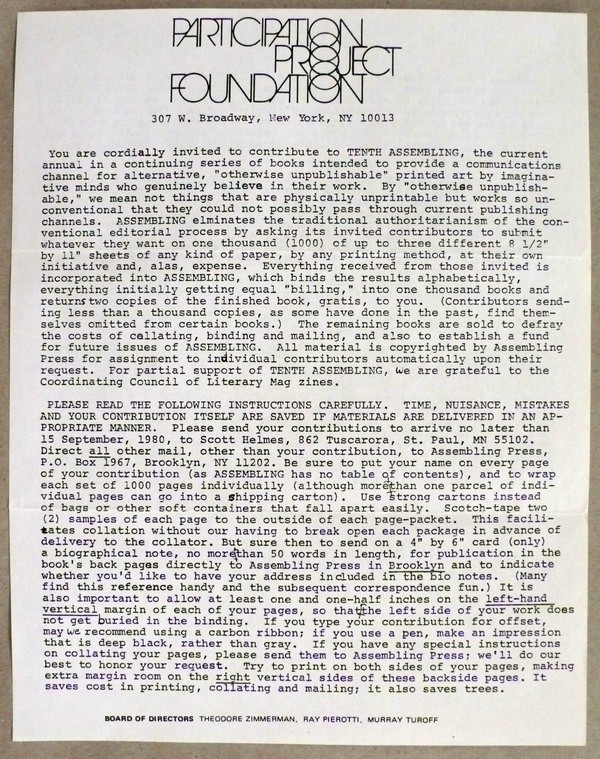 PARTICIPATION
PROJECT
FOUNDATION
307 W. Broadway, New York, NY 10013
You are cordially invited to contribute to TENTH ASSEMBLING, the current
annual in a continuing series of books intended to provide a communications
channel for alternative, "otherwise unpublishable" printed art by imagina-
tive minds who genuinely believe in their work. By "otherwise unpublish-
able," we mean not things that are physically unprintable but works so un-
conventional that they could not possibly pass through current publishing
channels. ASSEMBLING elminates the traditional authoritarianism of the con-
ventional editorial process by asking its invited contributors to submit
whatever they want on one thousand (1000) of up to three different 8 1/2"
by 11" sheets of any kind of paper, by any printing method, at their own
initiative and, alas, expense. Everything received from those invited is
incorporated into ASSEMBLING, which binds the results alphabetically,
everything initially getting equal "billing," into one thousand books and
returns two copies of the finished book, gratis, to you. (Contributors send-
ing less than a thousand copies, as some have done in the past, find them-
selves omitted from certain books.) The remaining books are sold to defray
the costs of collating, binding and mailing, and also to establish a fund
for future issues of ASSEMBLING. All material is copyrighted by Assembling
Press for assignment to individual contributors automatically upon their
request. For partial support of TENTH ASSEMBLING, we are grateful to the
Coordinating Council of Literary Mag zines.
PLEASE READ THE FOLLOWING INSTRUCTIONS CAREFULLY. TIME, NUISANCE, MISTAKES
AND YOUR CONTRIBUTION ITSELF ARE SAVED IF MATERIALS ARE DELIVERED IN AN AP-
PROPRIATE MANNER. Please send your contributions to arrive no later than
15 September, 1980, to Scott Helmes, 862 Tuscarora, St. Paul, MN 55102.
Direct all other mail, other than your contribution, to Assembling Press,
P.O. Box 1967, Brooklyn, NY 11202. Be sure to put your name on every page
of your contribution (as ASSEMBLING has no table of contents), and to wrap
each set of 1000 pages individually (although more than one parcel of indi-
vidual pages can go into a shipping carton). Use strong cartons instead
of bags or other soft containers that fall apart easily. Scotch-tape two
(2) samples of each page to the outside of each page-packet. This facili-
tates collation without our having to break open each package in advance of
delivery to the collator. But sure then to send on a 4" by 6" card (only)
a biographical note, no more than 50 words in length, for publication in the
book's back pages directly to Assembling Press in Brooklyn and to indicate
whether you'd like to have your address included in the bio notes. (Many
find this reference handy and the subsequent correspondence fun.) It is
also important to allow at least one and one-half inches on the left-hand
vertical margin of each of your pages, so that the left side of your work does
not get buried in the binding. If you type your contribution for offset,
may we recommend using a carbon ribbon; if you use a pen, make an impression
that is deep black, rather than gray. If you have any special instructions
on collating your pages, please send them to Assembling Press; we'll do our
best to honor your request. Try to print on both sides of your pages, making
extra margin room on the right vertical sides of these backside pages. It
saves cost in printing, collating and mailing; it also saves trees.
BOARD OF DIRECTORS THEODORE ZIMMERMAN, RAY PIEROTTI, MURRAY TUROFF